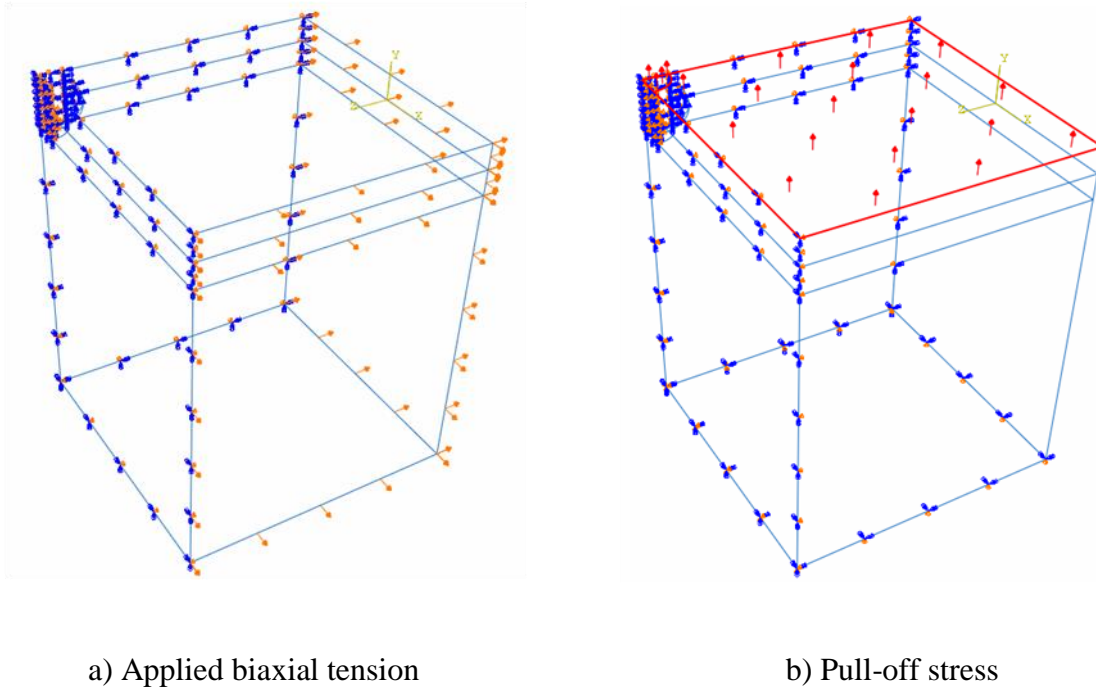 Y
Z
X
Y
Z
X
a) Applied biaxial tension
b) Pull-off stress